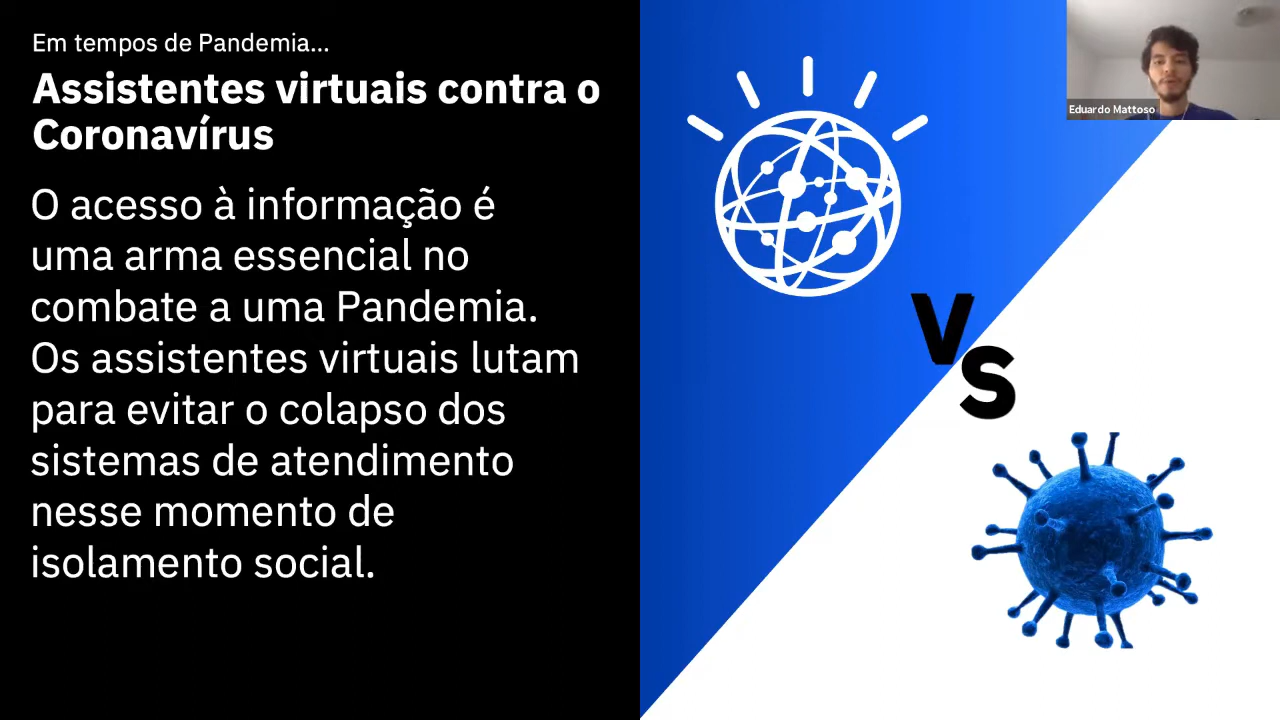 Em tempos de Pandemia...
Assistentes virtuais contra o
Coronavírus
O acesso à informação é
uma arma essencial no
combate a uma Pandemia.
Os assistentes virtuais lutam
para evitar o colapso dos
sistemas de atendimento
nesse momento de
isolamento social.
Eduardo Mattoso
VS